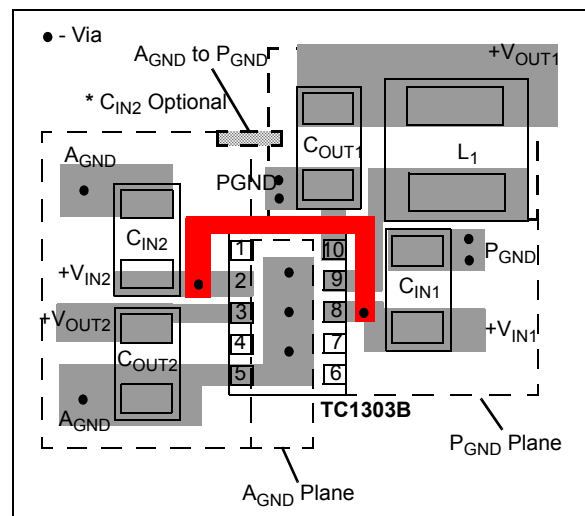 ● - Via
+VOUT1
AGND to PGND
* CIN2 Optional
AGND
COUT1
L1
PGND
CIN2
1
10
PGND
+VIN2
2
9
CIN1
+VOUT2
3
8
+VIN1
COUT2
4
7
5
6
AGND
TC1303B
PGND Plane
AGND Plane